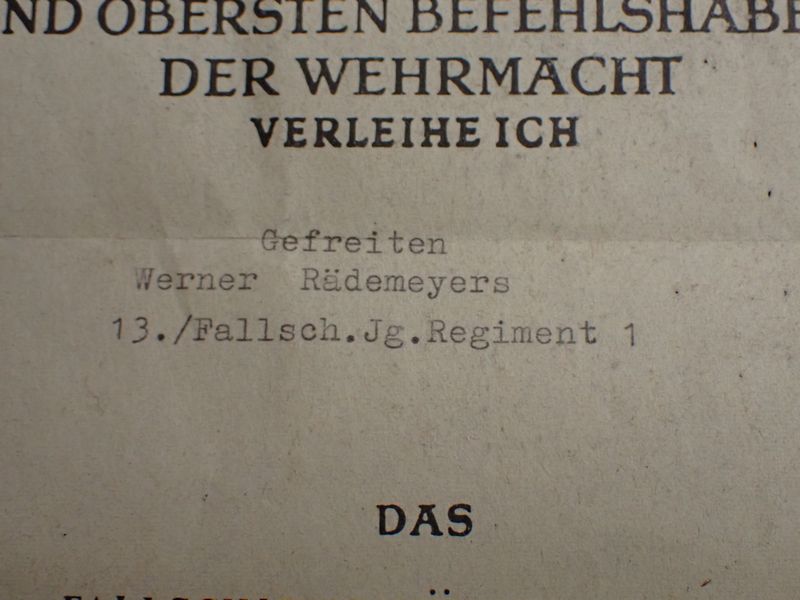 ND OBERSTEN BEFEHLSHABE
DER WEHRMACHT
VERLEIHE ICH
Gefreiten
Werner Rädemeyers
13./Fallsch.Jg.Regiment 1
DAS